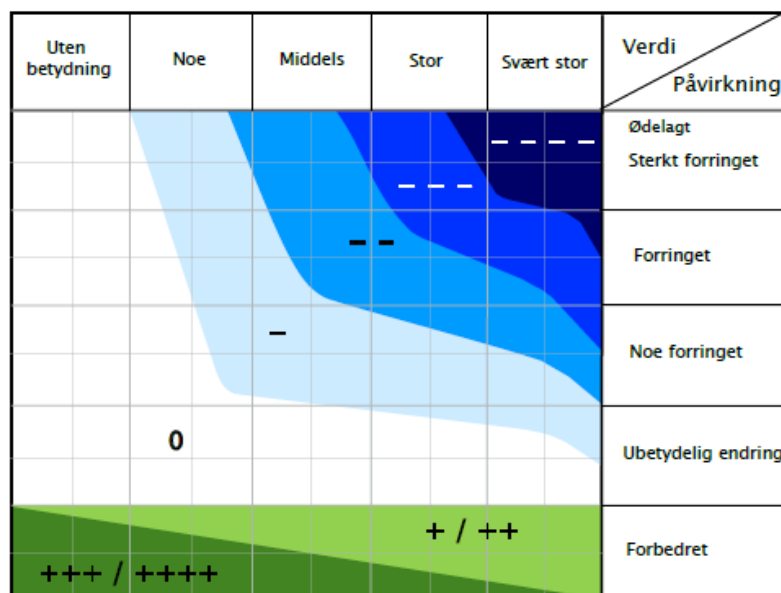 Uten
betydning
Noe
Middels
Stor
Svært stor
Verdi
Påvirkning
Ødelagt
Sterkt forringet
– – – –
– – –
Forringet
– –
Noe forringet
–
Ubetydelig endring
0
Forbedret
+ / ++
+++ / ++++